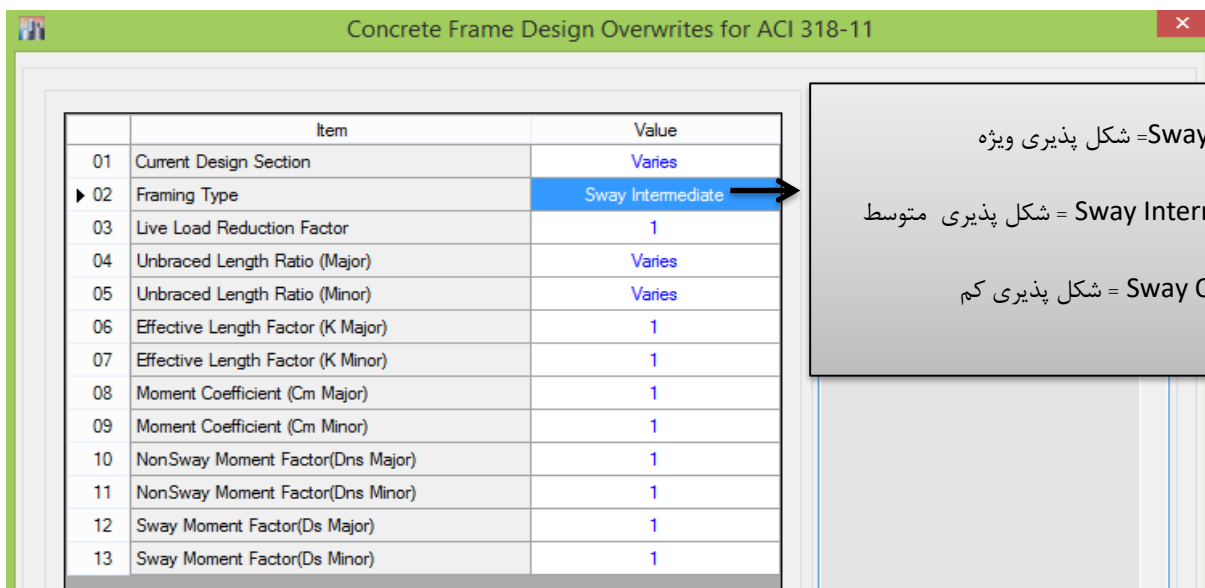 Concrete Frame Design Overwrites for ACI 318-11
Item Value
01 Current Design Section Varies
02 Framing Type Sway Intermediate
03 Live Load Reduction Factor 1
04 Unbraced Length Ratio (Major) Varies
05 Unbraced Length Ratio (Minor) Varies
06 Effective Length Factor (K Major) 1
07 Effective Length Factor (K Minor) 1
08 Moment Coefficient (Cm Major) 1
09 Moment Coefficient (Cm Minor) 1
10 NonSway Moment Factor(Dns Major) 1
11 NonSway Moment Factor(Dns Minor) 1
12 Sway Moment Factor(Ds Major) 1
13 Sway Moment Factor(Ds Minor) 1
Sway= شکل پذیری ویژه
Sway Inter = شکل پذیری متوسط
Sway = شکل پذیری کم